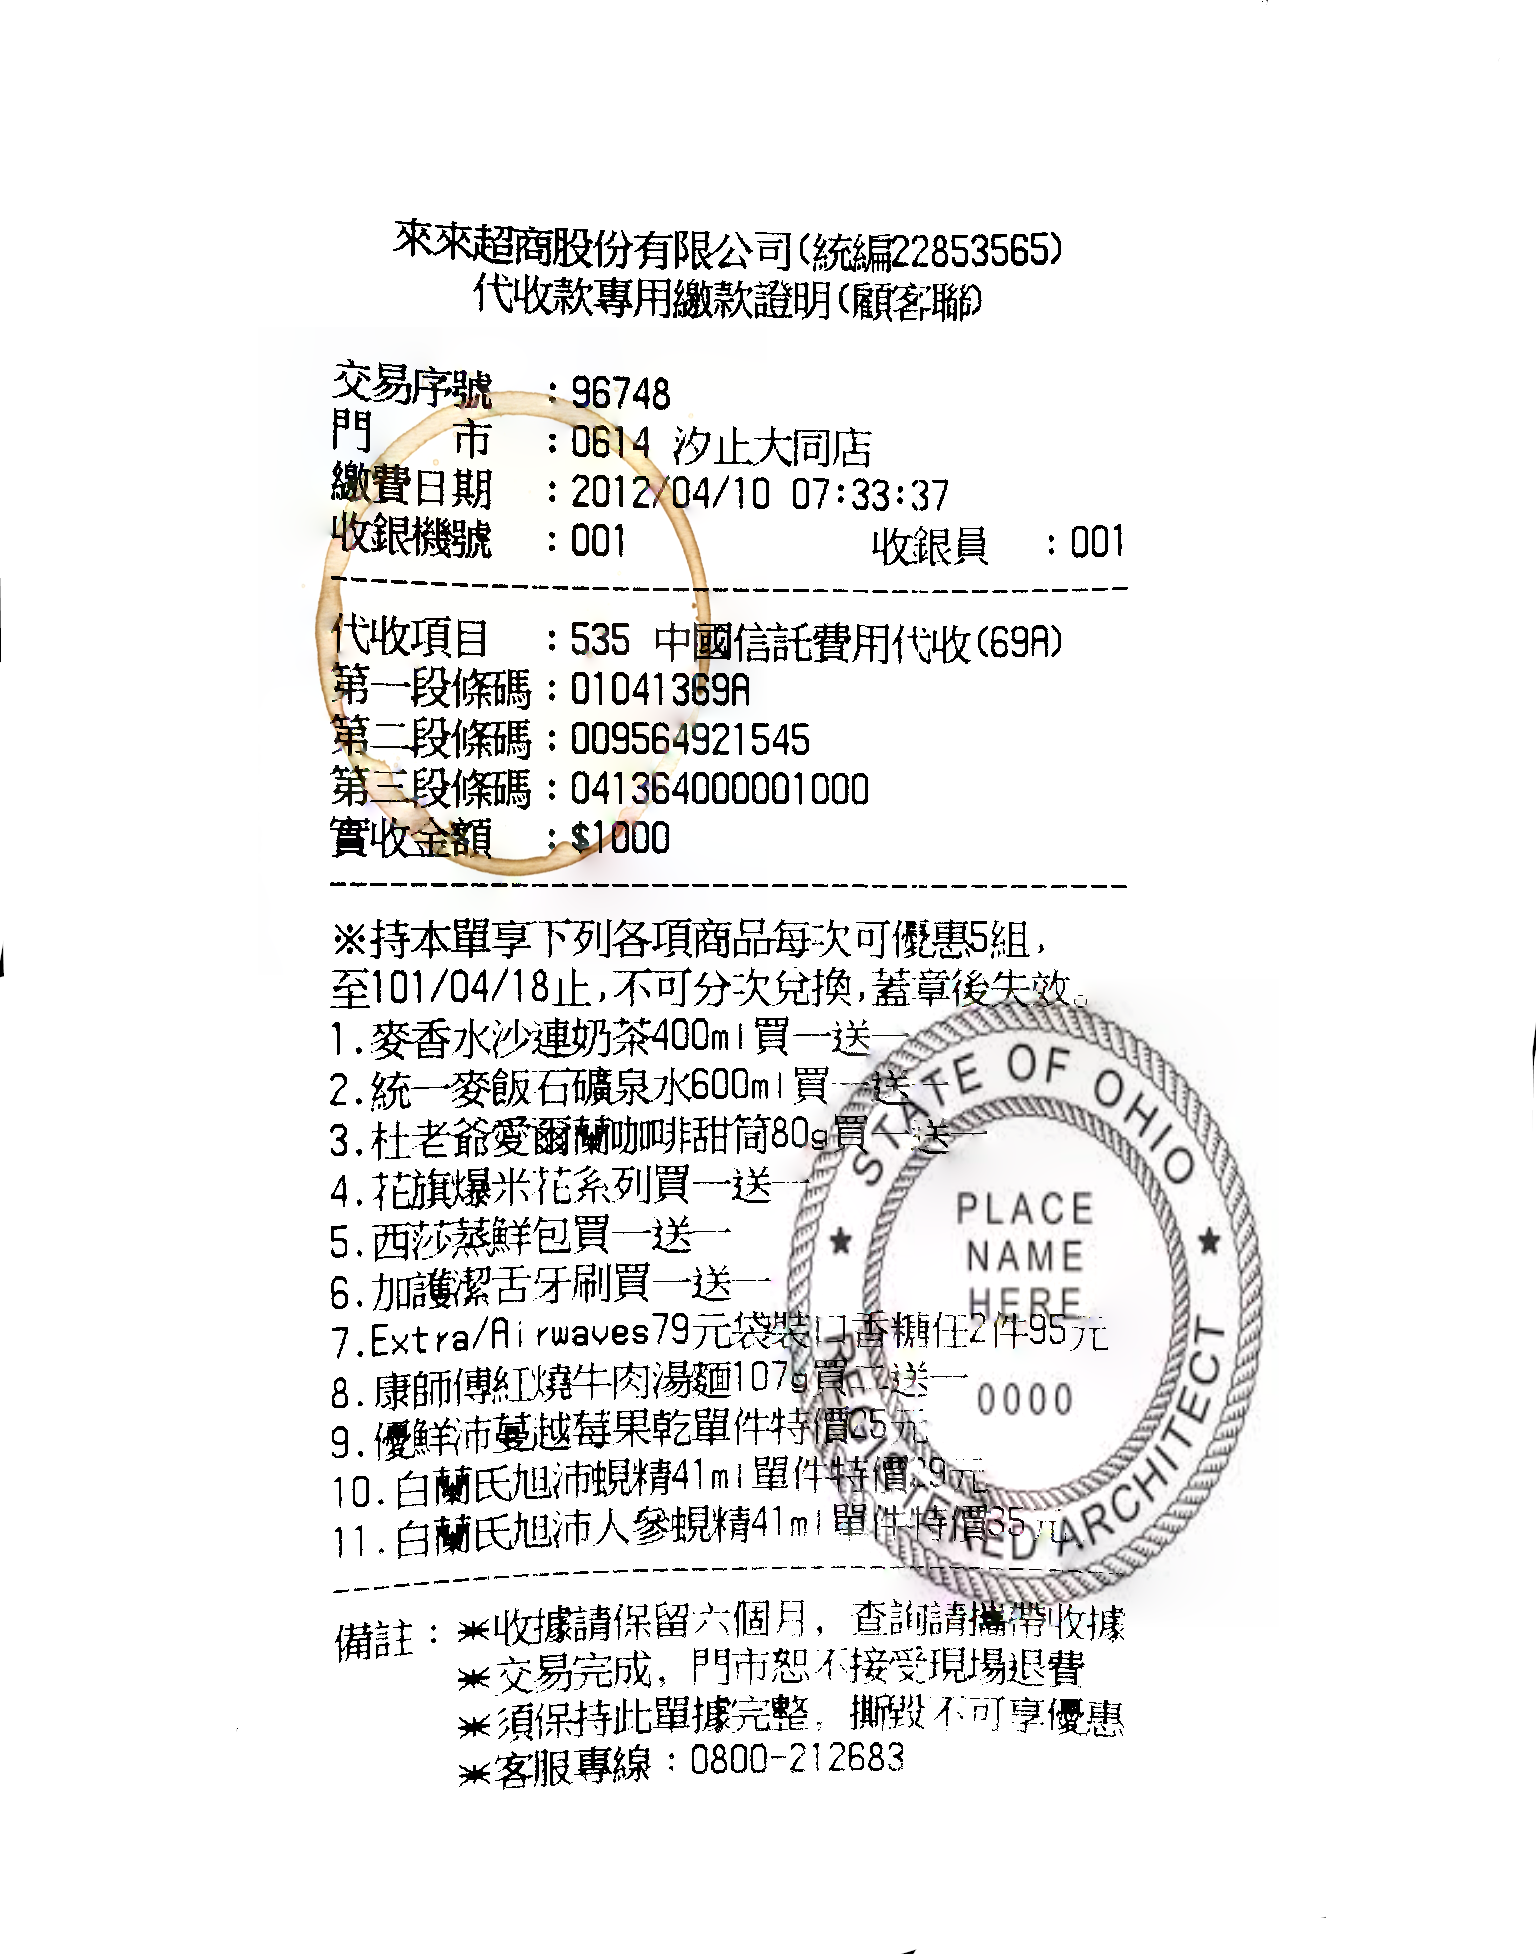 來來超商股份有限公司(統編22853565)
代收款專用繳款證明(顧客聯)
交易序號 :96748
門 市 :0614 汐止大同店
繳費日期 :2012/04/10 07:33:37
收銀機號 :001 收銀員 :001
代收項目 :535 中國信託費用代收(69A)
第一段條碼:01041369A
第二段條碼:009564921545
第三段條碼:041364000001000
實收金額 :$1000
※持本單享下列各項商品每次可優惠5組,
至101/04/18止,不可分次兌換,蓋章後失效。
1.麥香水沙連奶茶400ml買一送一
2.統一麥飯石礦泉水600ml買一送一
3.杜老爺愛爾蘭咖啡甜筒80g買一送一
4.花旗爆米花系列買一送一
5.西莎蒸鮮包買一送一
6.加護潔舌牙刷買一送一
7.Extra/Airwaves79元袋裝口香糖任2件95元
8.康師傅紅燒牛肉湯麵107g買二送一
9.優鮮沛蔓越莓果乾單件特價25元
10.白蘭氏旭沛蜆精41ml單件特價29元
11.白蘭氏旭沛人參蜆精41ml單件特價35元
STATE OF OHIO
PLACE
NAME
HERE
0000
REGISTERED ARCHITECT
備註:*收據請保留六個月,查詢請攜帶收據
*交易完成,門市恕不接受現場退費
*須保持此單據完整,撕毀不可享優惠
*客服專線:0800-212683